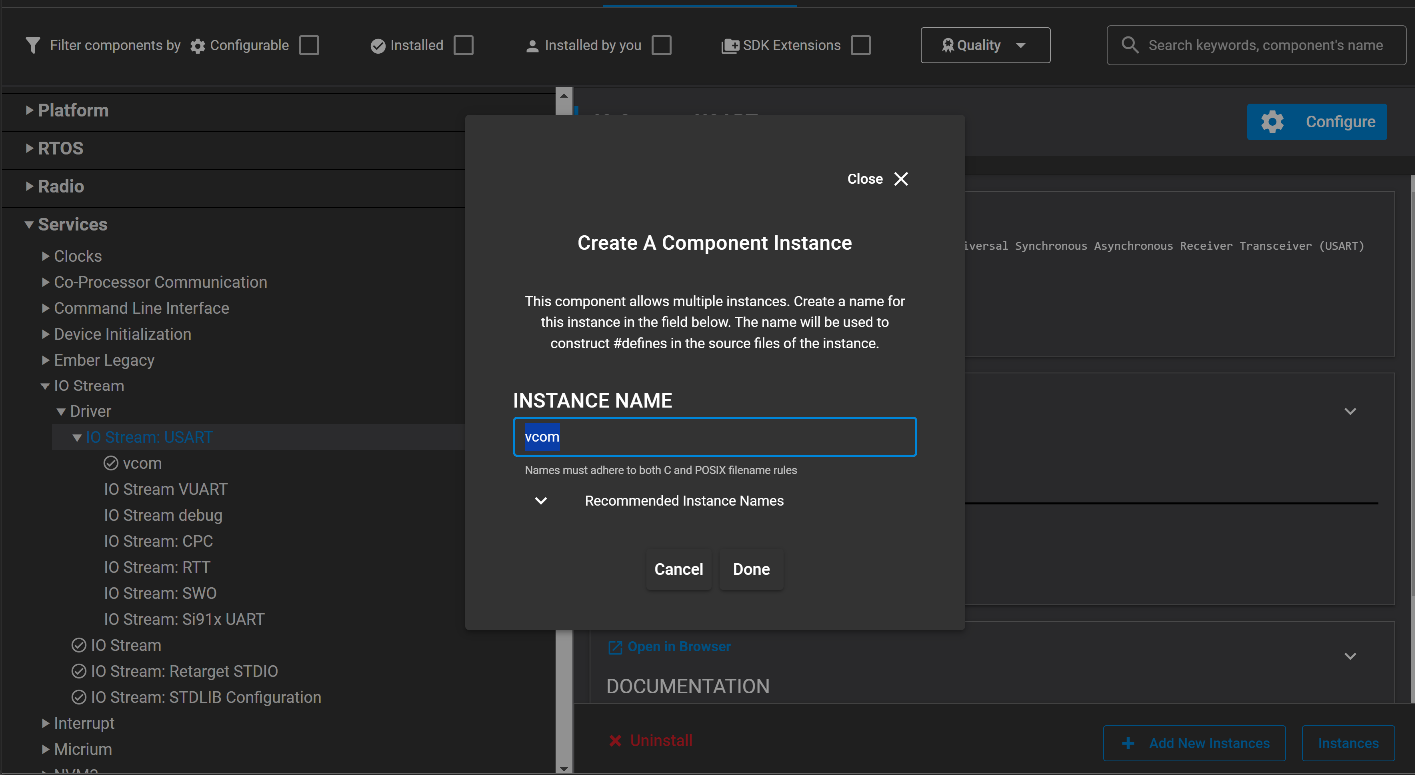 Filter components by Configurable Installed Installed by you SDK Extensions Quality Search keywords, component's name
Platform
RTOS
Radio
Services
Clocks
Co-Processor Communication
Command Line Interface
Device Initialization
Ember Legacy
IO Stream
Driver
IO Stream: USART
vcom
IO Stream VUART
IO Stream debug
IO Stream: CPC
IO Stream: RTT
IO Stream: SWO
IO Stream: Si91x UART
IO Stream
IO Stream: Retarget STDIO
IO Stream: STDLIB Configuration
Interrupt
Micrium
Configure
Synchronous Asynchronous Receiver Transceiver (USART)
Close
Create A Component Instance
This component allows multiple instances. Create a name for
this instance in the field below. The name will be used to
construct #defines in the source files of the instance.
INSTANCE NAME
vcom
Names must adhere to both C and POSIX filename rules
Recommended Instance Names
Cancel Done
Open in Browser
DOCUMENTATION
Uninstall
Add New Instances
Instances